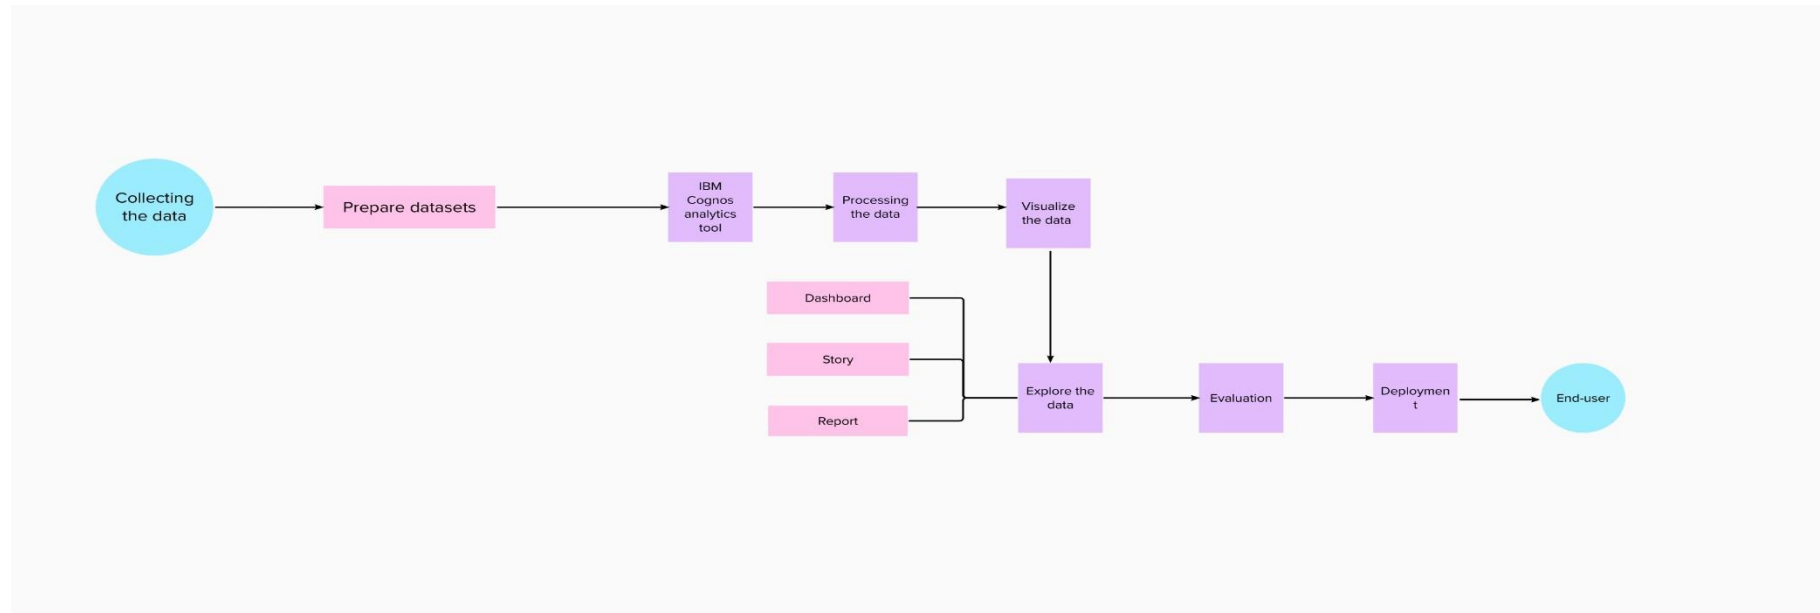 Collecting
the data
Prepare datasets
IBM
Cognos
analytics
tool
Processing
the data
Visualize
the data
Dashboard
Story
Report
Explore the
data
Evaluation
Deploymen
t
End-user